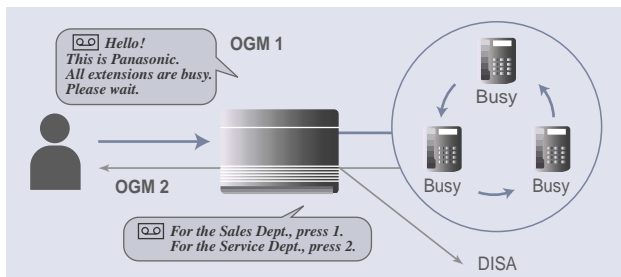 Hello!
This is Panasonic.
All extensions are busy.
Please wait.
OGM 1
Busy
Busy
Busy
OGM 2
For the Sales Dept., press 1.
For the Service Dept., press 2.
DISA